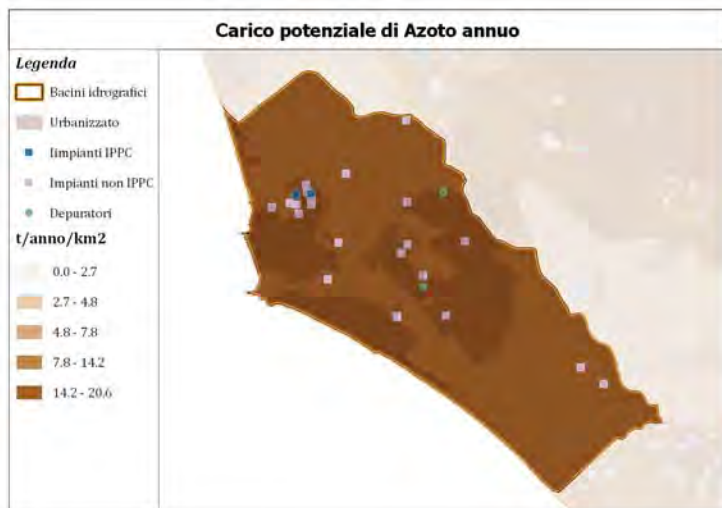 Carico potenziale di Azoto annuo
Legenda
Bacini idrografici
Urbanizzato
Iimpianti IPPC
Impianti non IPPC
Depuratori
t/anno/km2
0.0 - 2.7
2.7 - 4.8
4.8 - 7.8
7.8 - 14.2
14.2 - 20.6